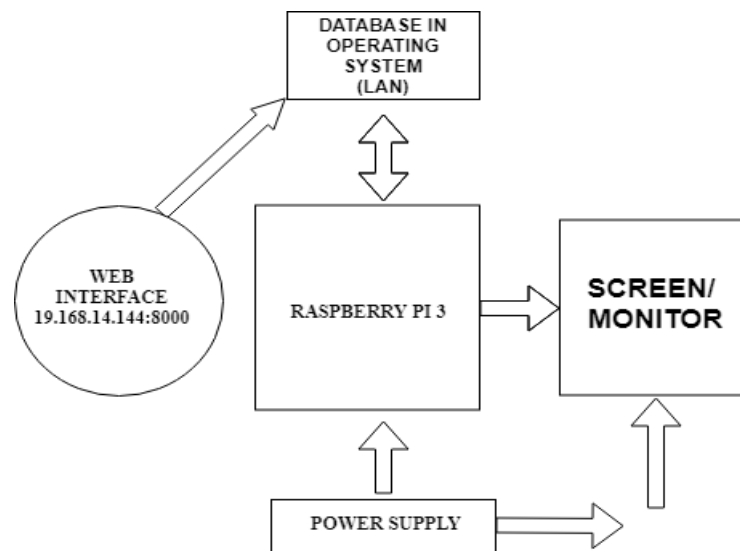 DATABASE IN
OPERATING
SYSTEM
(LAN)
WEB
INTERFACE
19.168.14.144:8000
RASPBERRY PI 3
SCREEN/
MONITOR
POWER SUPPLY